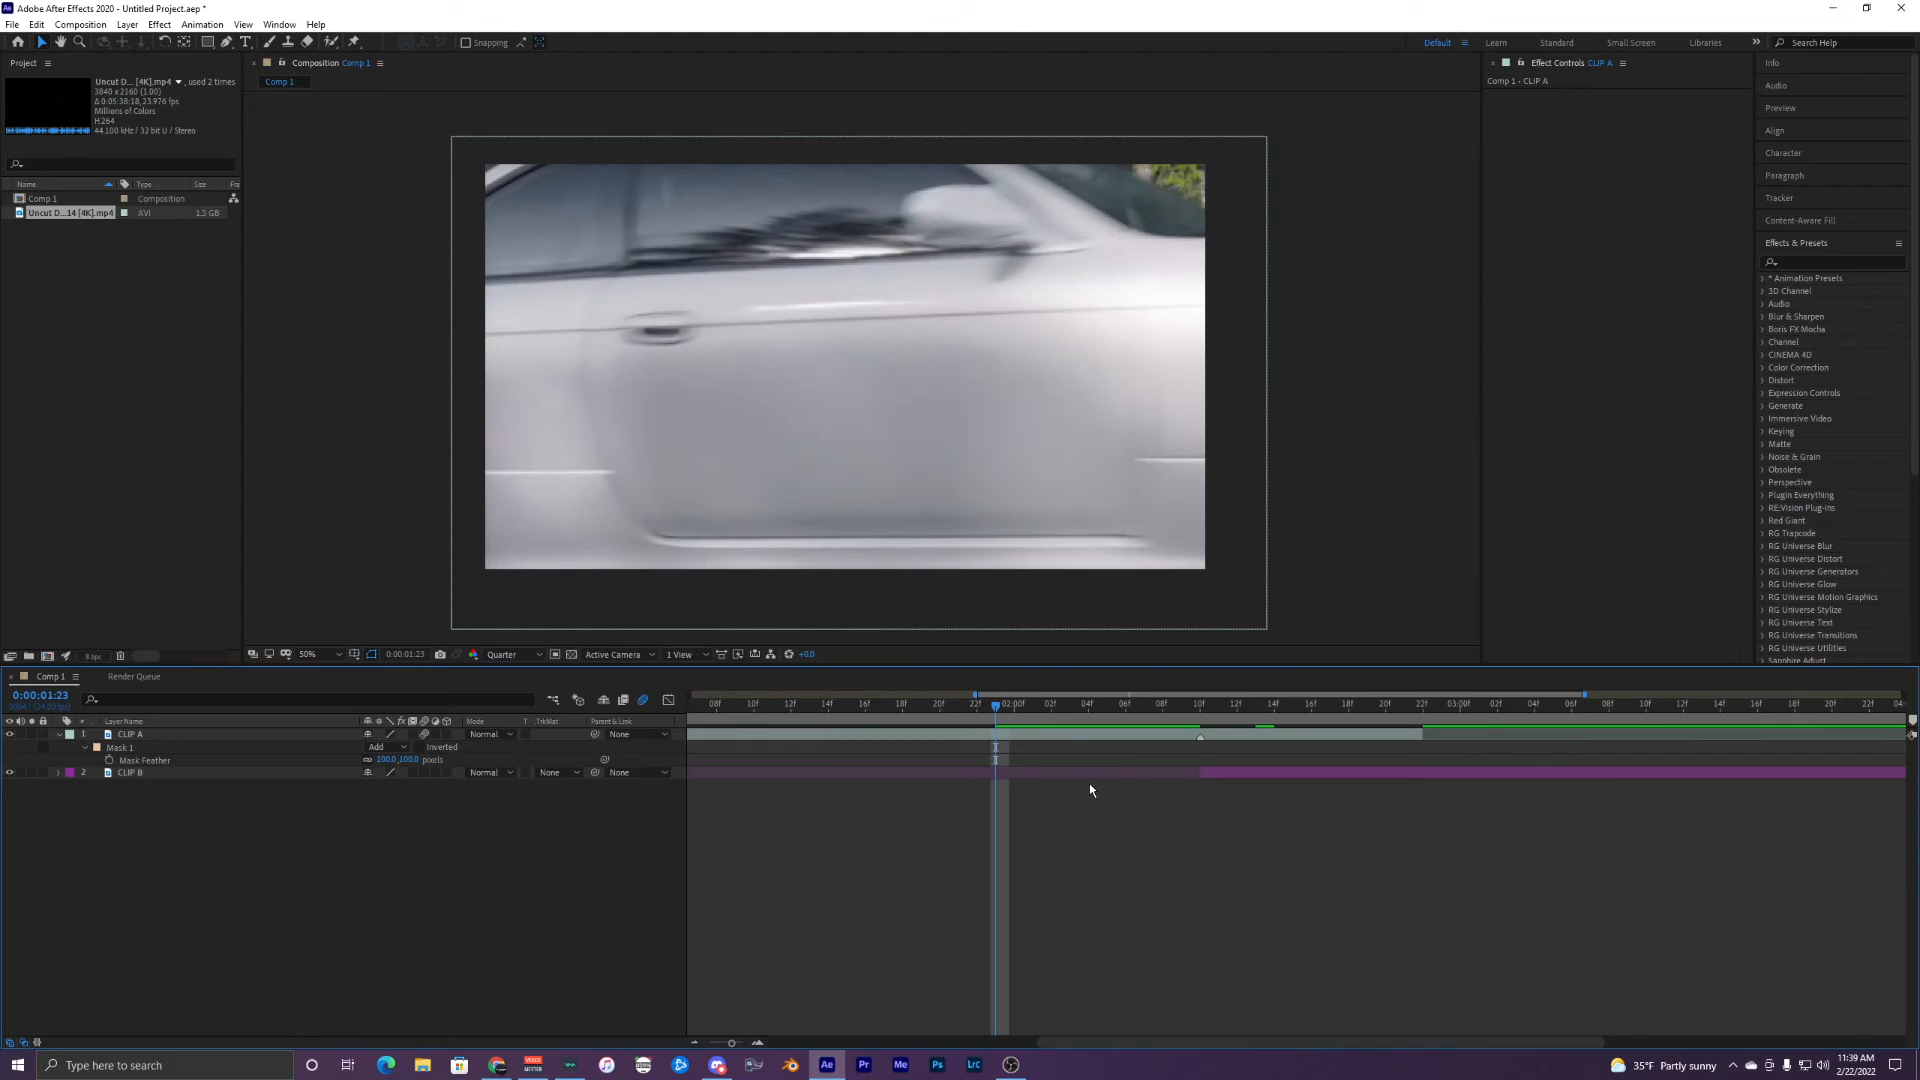 Adobe After Effects 2020 - Untitled Project.aep *
File Edit Composition Layer Effect Animation View Window Help
Snapping
Default Learn Standard Small Screen Libraries Search Help
Project
Composition Comp 1
Effect Controls CLIP A
Info
Comp 1
Comp 1 • CLIP A
Uncut D... [4K].mp4 , used 2 times
3840 x 2160 (1.00)
Δ 0:05:38:18, 23.976 fps
Millions of Colors
H.264
44.100 kHz / 32 bit U / Stereo
Audio
Preview
Align
Character
Paragraph
Tracker
Content-Aware Fill
Effects & Presets
Name Type Size Fra
Comp 1 Composition
Uncut D...14 [4K].mp4 AVI 1.3 GB
* Animation Presets
3D Channel
Audio
Blur & Sharpen
Boris FX Mocha
Channel
CINEMA 4D
Color Correction
Distort
Expression Controls
Generate
Immersive Video
Keying
Matte
Noise & Grain
Obsolete
Perspective
Plugin Everything
RE:Vision Plug-ins
Red Giant
RG Trapcode
RG Universe Blur
RG Universe Distort
RG Universe Generators
RG Universe Glow
RG Universe Motion Graphics
RG Universe Stylize
RG Universe Text
RG Universe Transitions
RG Universe Utilities
Sapphire Adjust
8 bpc
50% 0:00:01:23 Quarter Active Camera 1 View +0.0
Comp 1 Render Queue
0:00:01:23
00047 (24.00 fps)
08f 10f 12f 14f 16f 18f 20f 22f 02:00f 02f 04f 06f 08f 10f 12f 14f 16f 18f 20f 22f 03:00f 02f 04f 06f 08f 10f 12f 14f 16f 18f 20f 22f 04:
# Layer Name Mode T .TrkMat Parent & Link
1 CLIP A Normal None
Mask 1 Add Inverted
Mask Feather 100.0,100.0 pixels
2 CLIP B Normal None None
Type here to search
Ae Pr Me Ps LrC
35°F Partly sunny
11:39 AM
2/22/2022